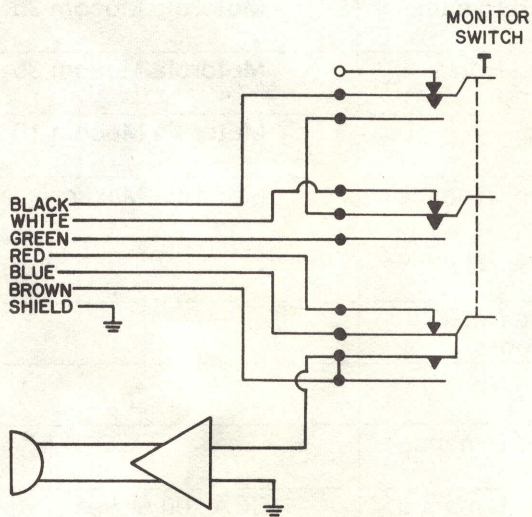 MONITOR
SWITCH
BLACK
WHITE
GREEN
RED
BLUE
BROWN
SHIELD